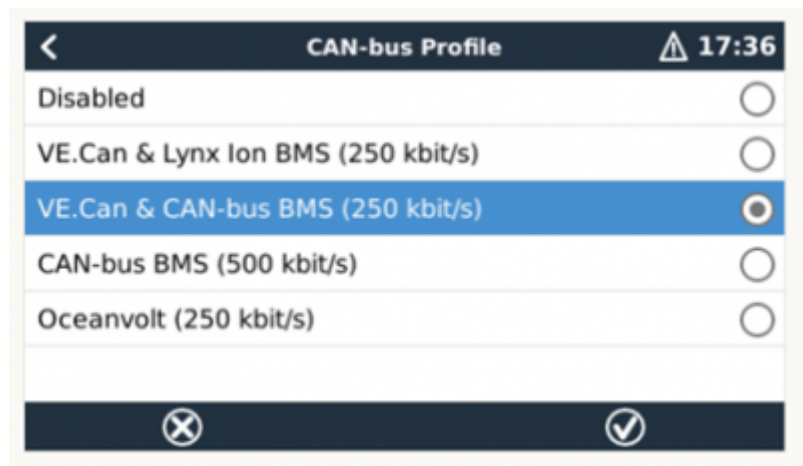 CAN-bus Profile 17:36
Disabled
VE.Can & Lynx Ion BMS (250 kbit/s)
VE.Can & CAN-bus BMS (250 kbit/s)
CAN-bus BMS (500 kbit/s)
Oceanvolt (250 kbit/s)